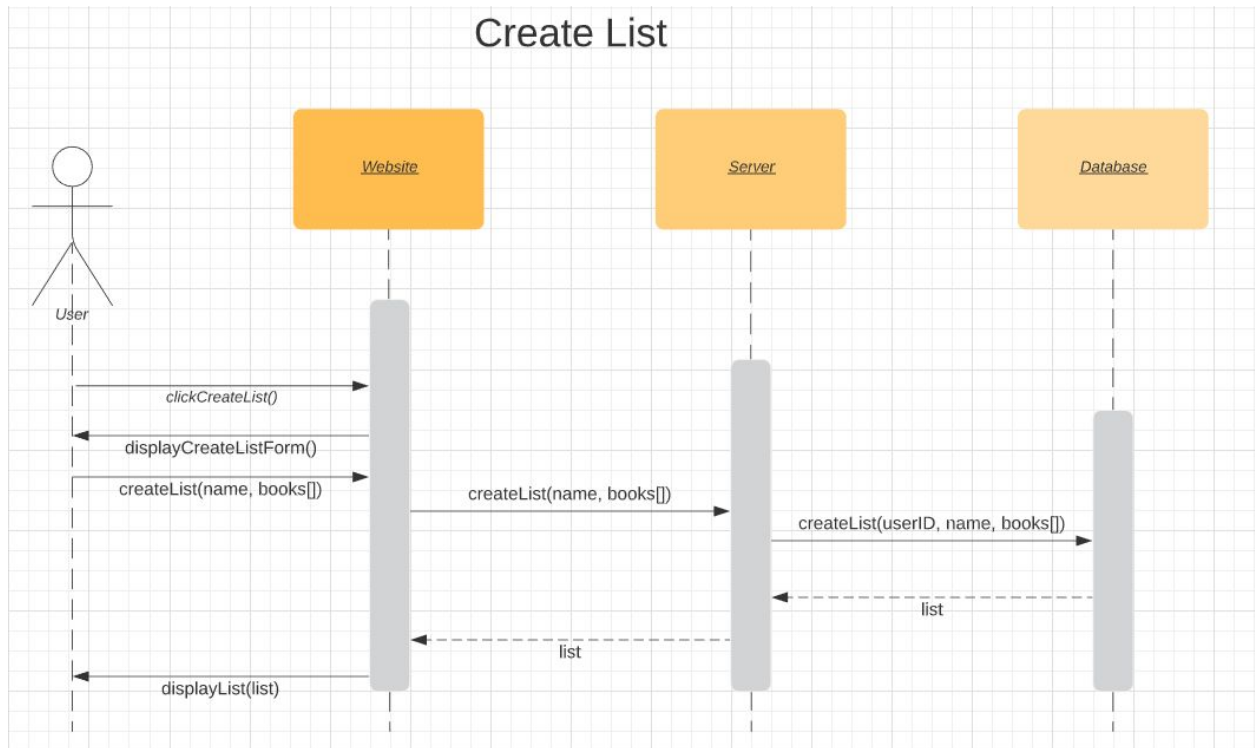 Create List
Website
Server
Database
User
clickCreateList()
displayCreateListForm()
createList(name, books[])
createList(name, books[])
createList(userID, name, books[])
list
list
displayList(list)